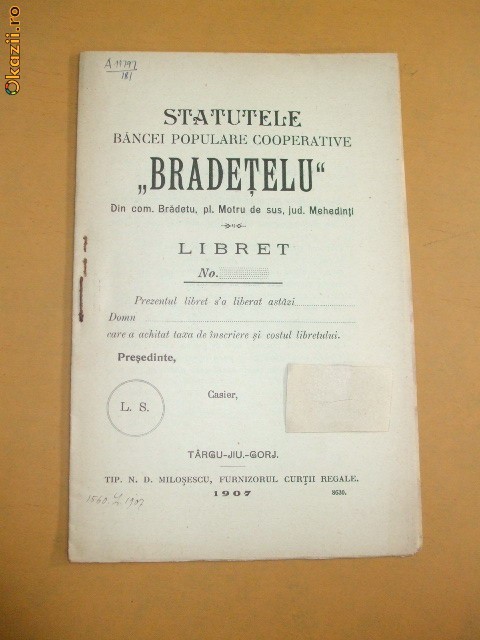 Okazii.ro
A 11797
181
STATUTELE
BĂNCEI POPULARE COOPERATIVE
„BRADEȚELU“
Din com. Brădetu, pl. Motru de sus, jud. Mehedinți
LIBRET
No.
Prezentul libret s'a liberat astăzi
Domn
care a achitat taxa de înscriere și costul libretului.
Președinte,
Casier,
L. S.
TÂRGU-JIU.-GORJ.
TIP. N. D. MILOȘESCU, FURNIZORUL CURȚII REGALE.
1907
8630.
1907